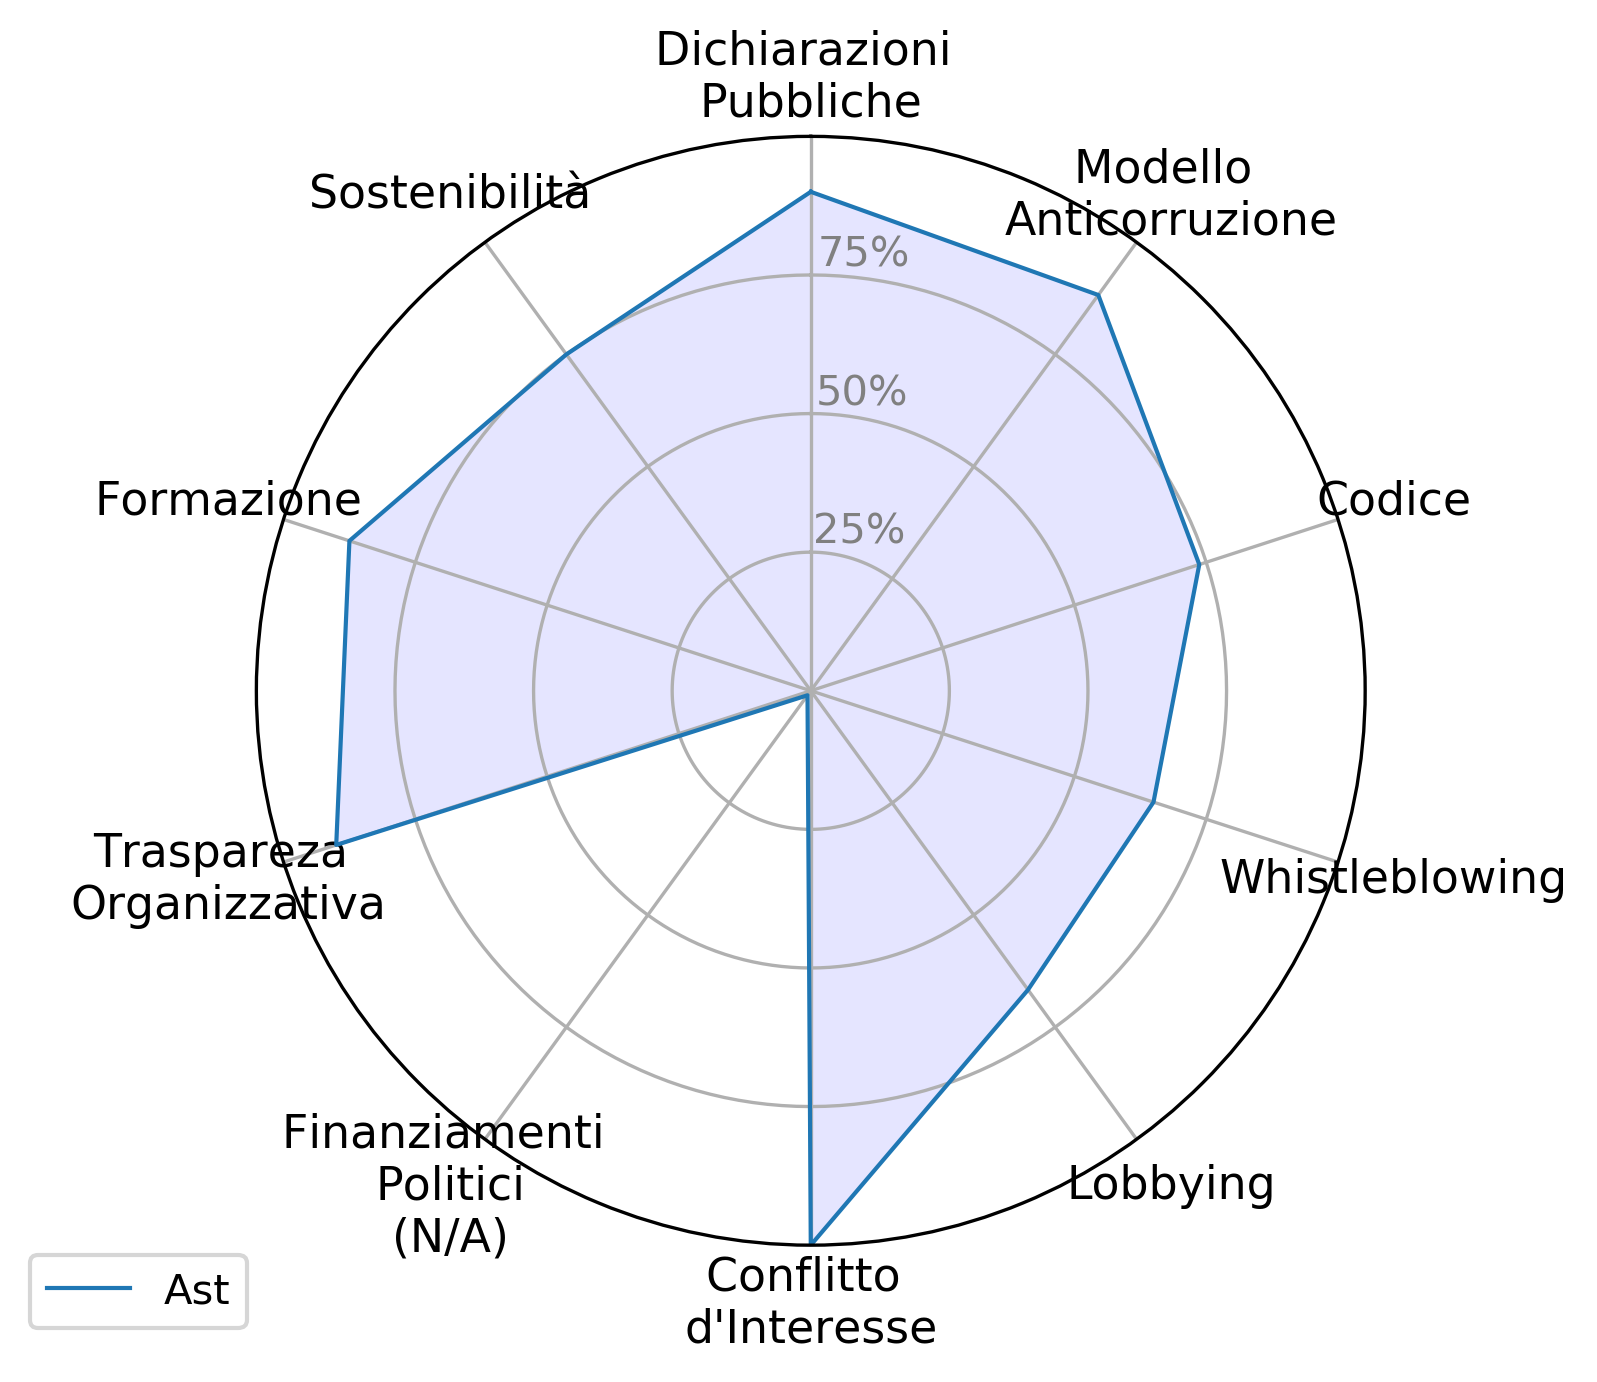 Dichiarazioni
Pubbliche
Modello
Anticorruzione
Sostenibilità
75%
50%
25%
Formazione
Codice
Traspareza
Organizzativa
Whistleblowing
Finanziamenti
Politici
(N/A)
Lobbying
Conflitto
d'Interesse
Ast